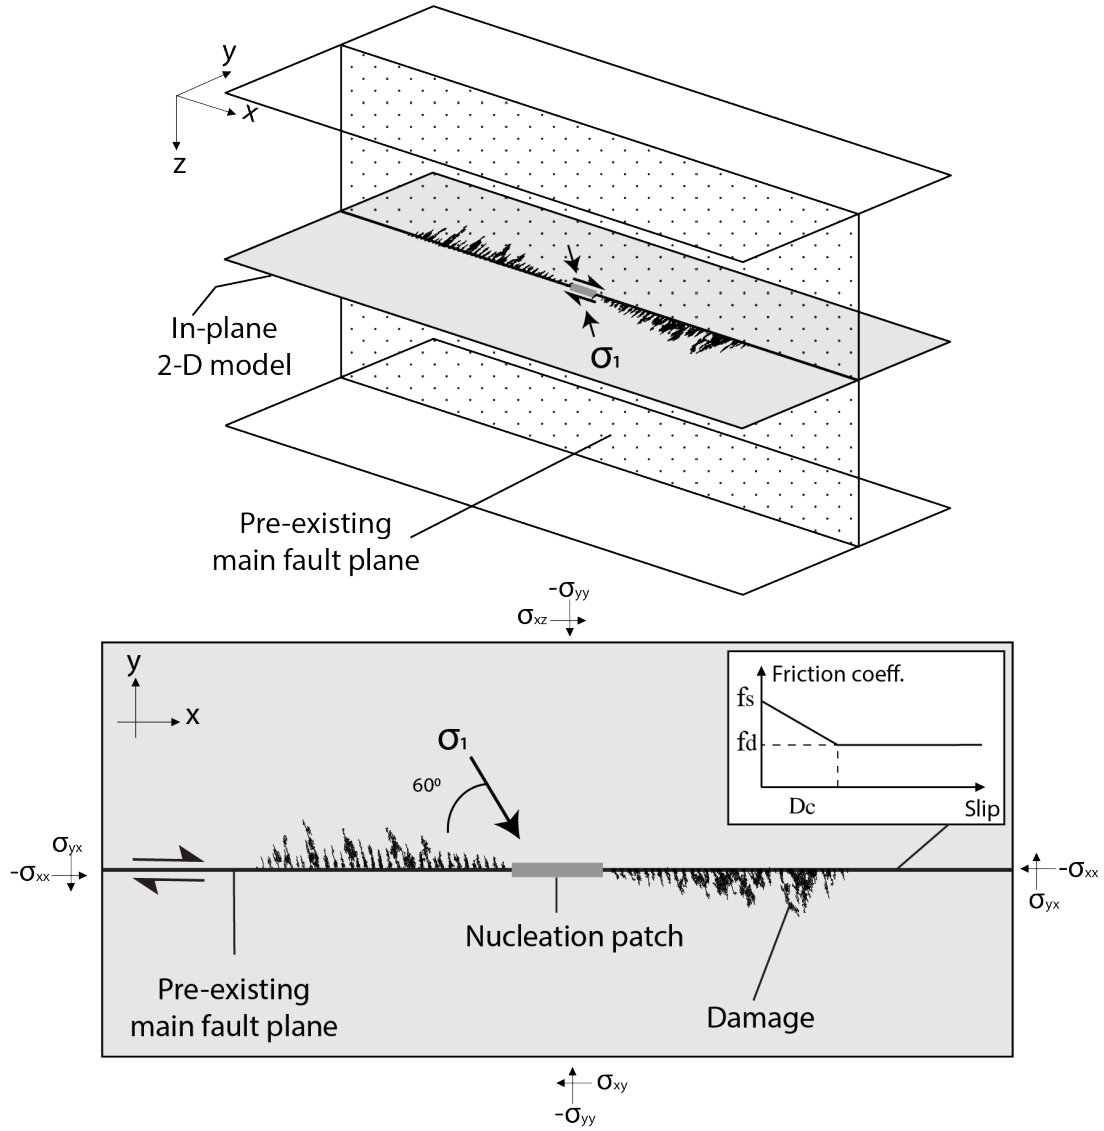 y
x
z
In-plane
2-D model
σ₁
Pre-existing
main fault plane
-σyy
σxz
y
x
σ₁
60⁰
Friction coeff.
fs
fd
Dc
Slip
σyx
-σxx
-σxx
σyx
Nucleation patch
Pre-existing
main fault plane
Damage
σxy
-σyy